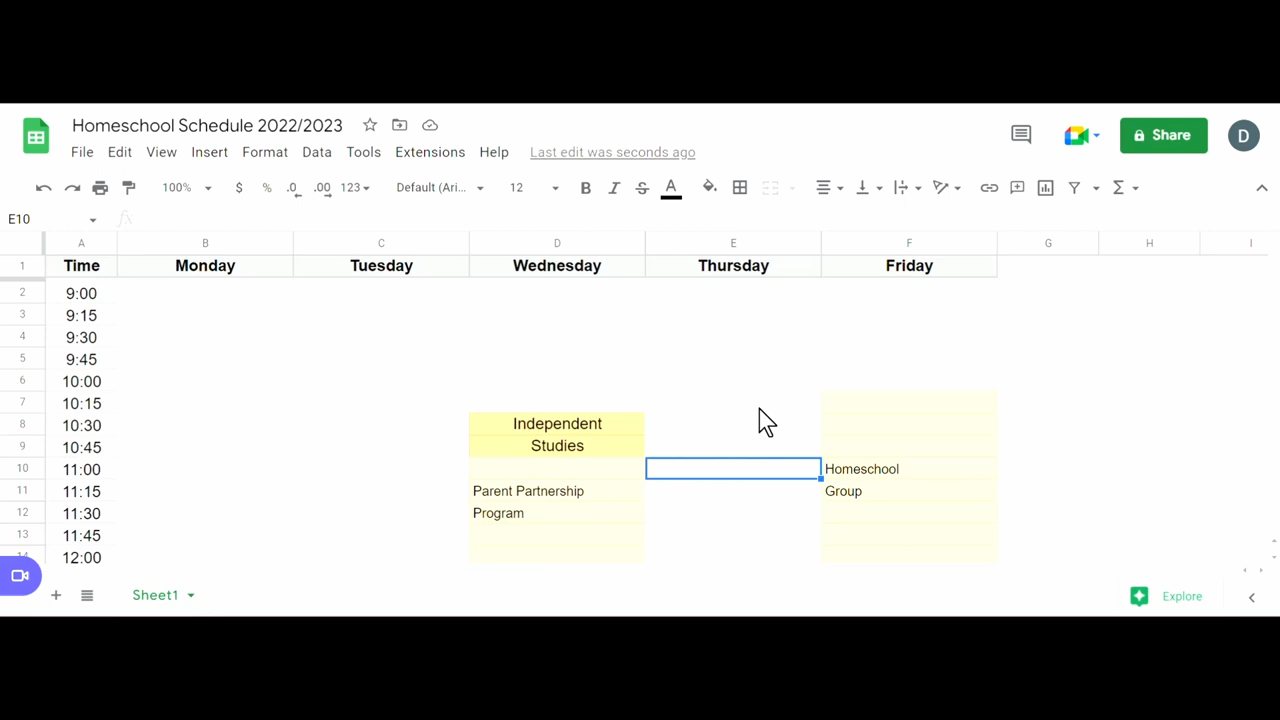 Homeschool Schedule 2022/2023
File Edit View Insert Format Data Tools Extensions Help Last edit was seconds ago
Share
D
100% $ % .0 .00 123 Default (Ari... 12 B I S A
E10 fx
A B C D E F G H I
1 Time Monday Tuesday Wednesday Thursday Friday
2 9:00
3 9:15
4 9:30
5 9:45
6 10:00
7 10:15
8 10:30 Independent
9 10:45 Studies
10 11:00 Homeschool
11 11:15 Parent Partnership Group
12 11:30 Program
13 11:45
14 12:00
Sheet1
Explore